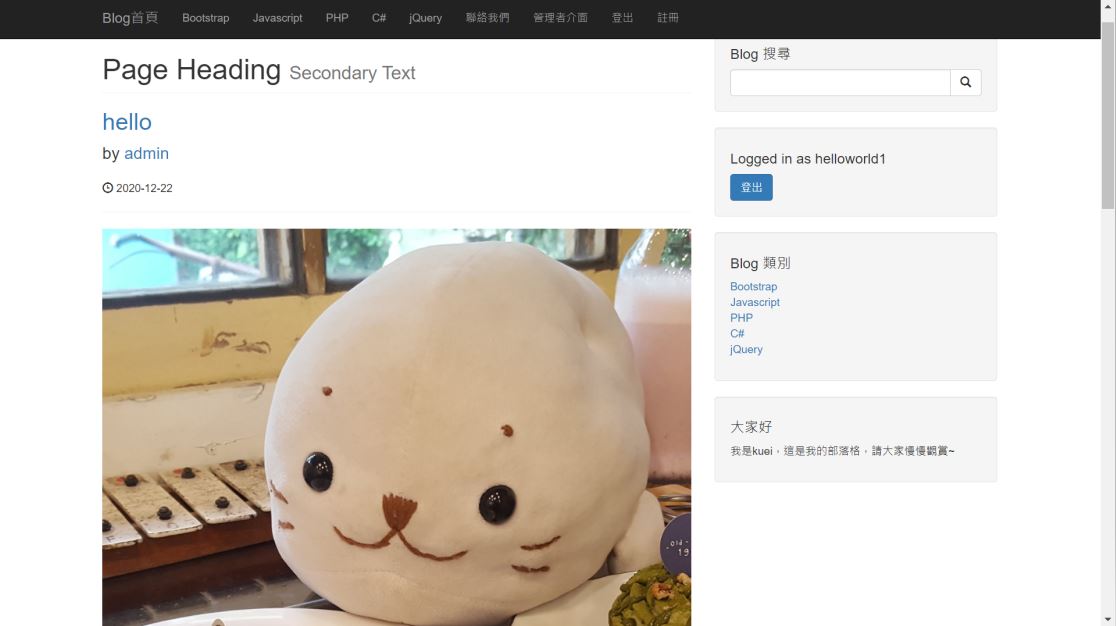 Blog首頁 Bootstrap Javascript PHP C# jQuery 聯絡我們 管理者介面 登出 註冊
Page Heading Secondary Text
hello
by admin
2020-12-22
Blog 搜尋
Logged in as helloworld1
登出
Blog 類別
Bootstrap
Javascript
PHP
C#
jQuery
大家好
我是kuei，這是我的部落格，請大家慢慢觀賞~
old
19